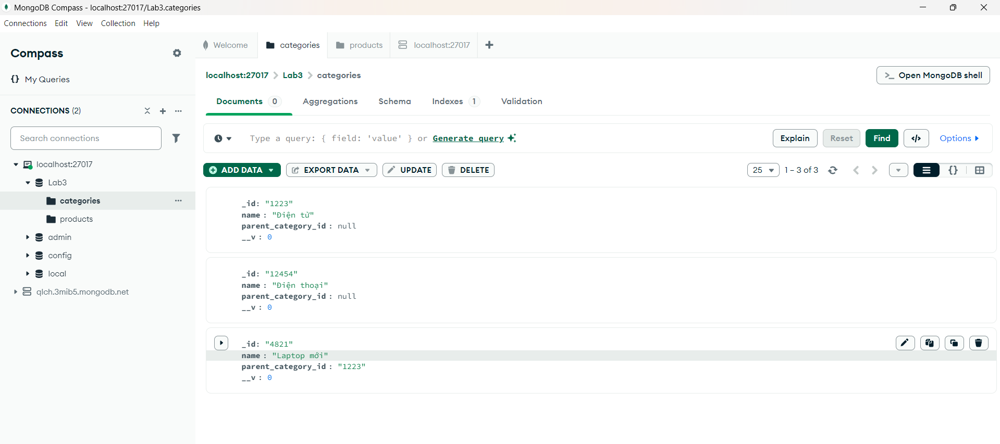 MongoDB Compass - localhost:27017/Lab3.categories
Connections Edit View Collection Help
Compass
My Queries
CONNECTIONS (2)
Search connections
localhost:27017
Lab3
categories
products
admin
config
local
qlch.3mib5.mongodb.net
Welcome categories products localhost:27017
localhost:27017 > Lab3 > categories
>_ Open MongoDB shell
Documents 0 Aggregations Schema Indexes 1 Validation
Type a query: { field: 'value' } or Generate query
Explain Reset Find </> Options
ADD DATA EXPORT DATA UPDATE DELETE
25 1 – 3 of 3 {}
_id: "1223"
name : "Điện tử"
parent_category_id : null
__v : 0
_id: "12454"
name : "Điện thoại"
parent_category_id : null
__v : 0
_id: "4821"
name : "Laptop mới"
parent_category_id : "1223"
__v : 0